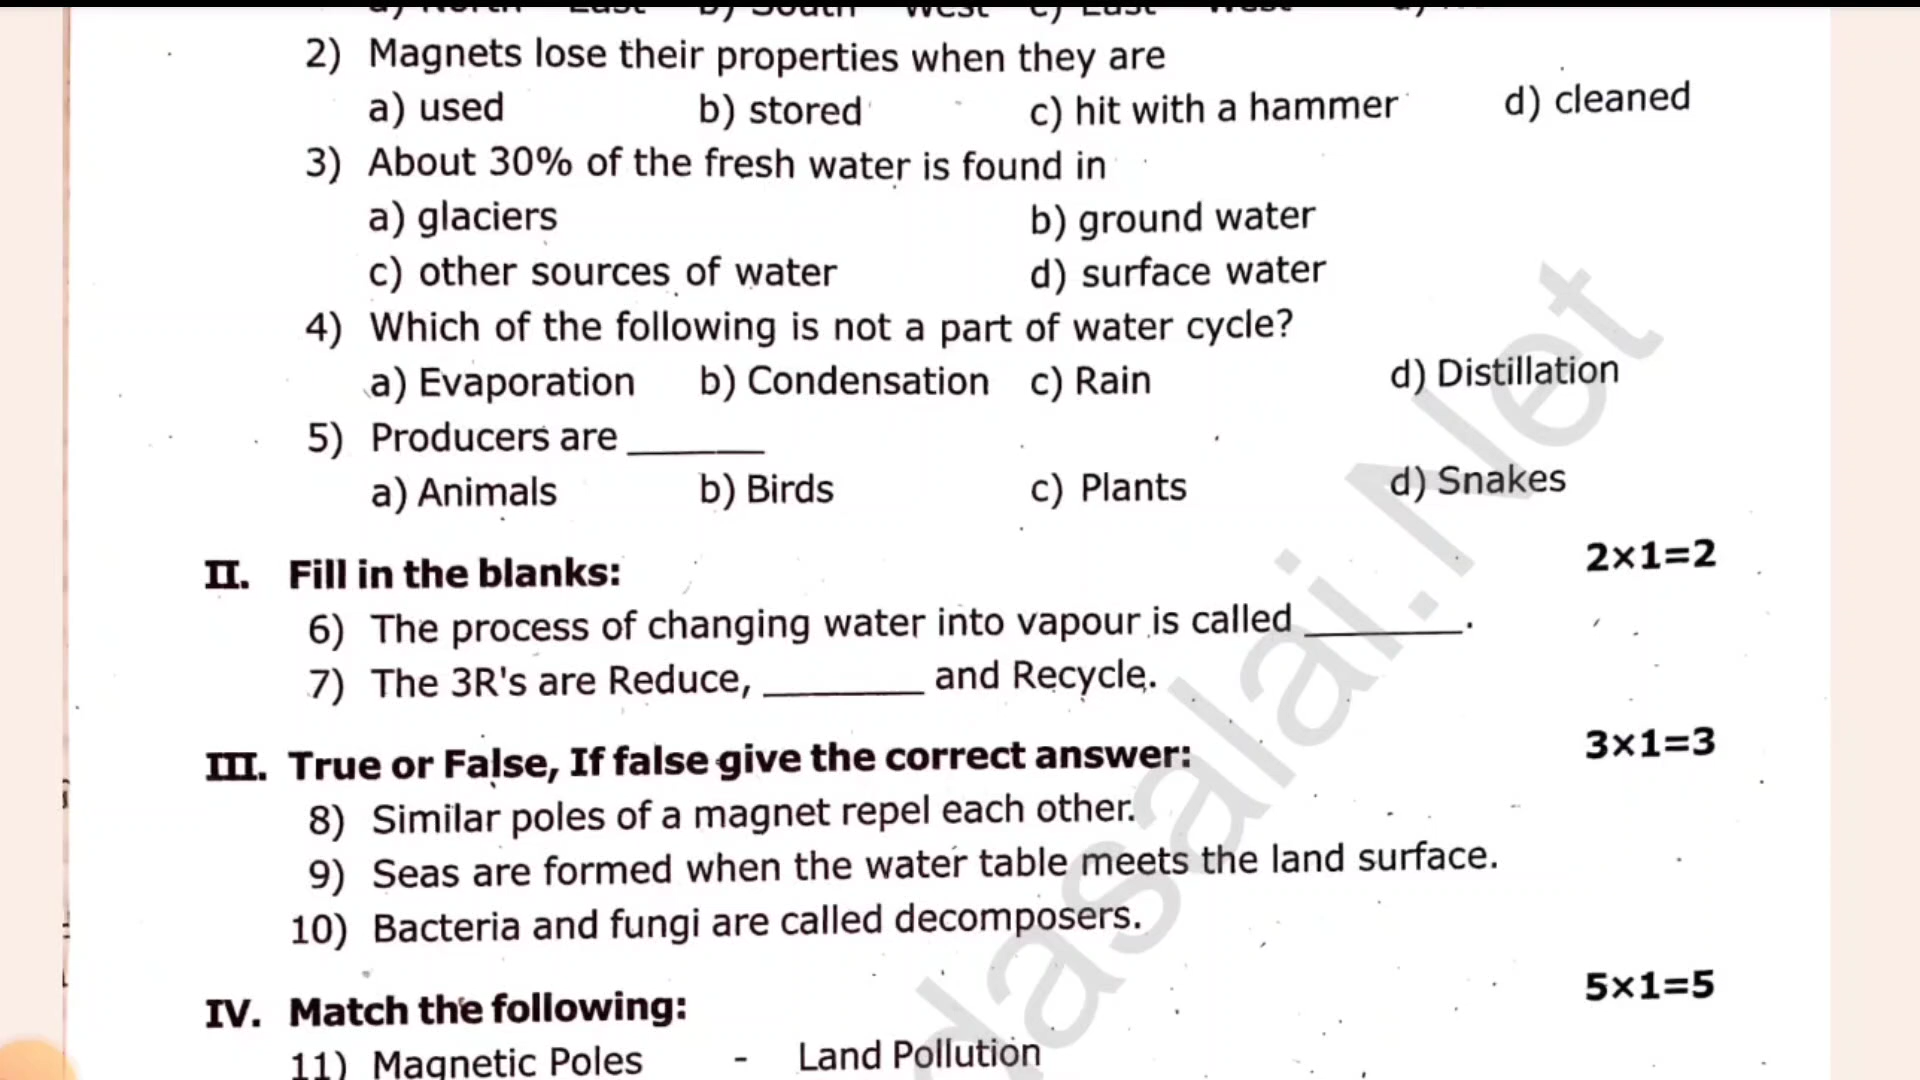 2) Magnets lose their properties when they are
a) used b) stored c) hit with a hammer d) cleaned
3) About 30% of the fresh water is found in
a) glaciers b) ground water
c) other sources of water d) surface water
4) Which of the following is not a part of water cycle?
a) Evaporation b) Condensation c) Rain d) Distillation
5) Producers are ______
a) Animals b) Birds c) Plants d) Snakes
II. Fill in the blanks: 2×1=2
6) The process of changing water into vapour is called _______.
7) The 3R's are Reduce, _______ and Recycle.
III. True or False, If false give the correct answer: 3×1=3
8) Similar poles of a magnet repel each other.
9) Seas are formed when the water table meets the land surface.
10) Bacteria and fungi are called decomposers.
IV. Match the following: 5×1=5
11) Magnetic Poles - Land Pollution